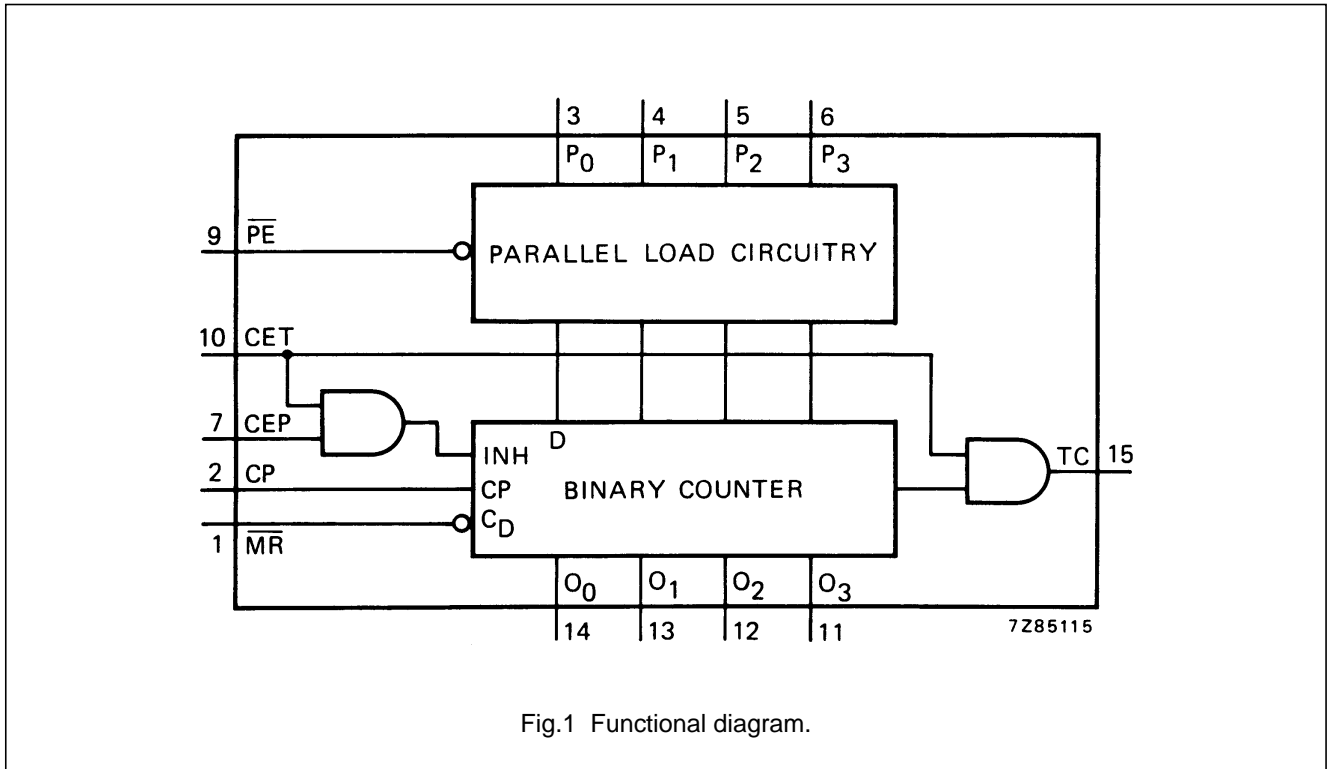 3 4 5 6
P0 P1 P2 P3
9 PE
PARALLEL LOAD CIRCUITRY
10 CET
7 CEP
D
INH
TC 15
2 CP
CP
BINARY COUNTER
CD
1 MR
O0 O1 O2 O3
14 13 12 11
7Z85115
Fig.1 Functional diagram.